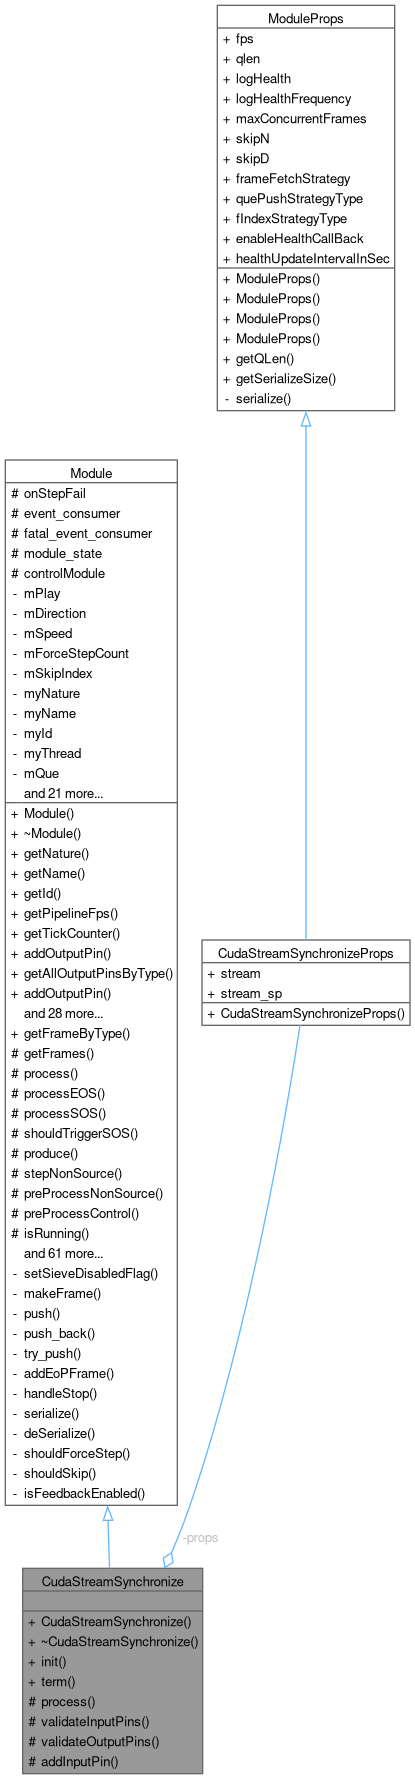 ModuleProps
+ fps
+ qlen
+ logHealth
+ logHealthFrequency
+ maxConcurrentFrames
+ skipN
+ skipD
+ frameFetchStrategy
+ quePushStrategyType
+ fIndexStrategyType
+ enableHealthCallBack
+ healthUpdateIntervalInSec
+ ModuleProps()
+ ModuleProps()
+ ModuleProps()
+ ModuleProps()
+ getQLen()
+ getSerializeSize()
- serialize()
Module
# onStepFail
# event_consumer
# fatal_event_consumer
# module_state
# controlModule
- mPlay
- mDirection
- mSpeed
- mForceStepCount
- mSkipIndex
- myNature
- myName
- myId
- myThread
- mQue
and 21 more...
+ Module()
+ ~Module()
+ getNature()
+ getName()
+ getId()
+ getPipelineFps()
+ getTickCounter()
+ addOutputPin()
+ getAllOutputPinsByType()
+ addOutputPin()
and 28 more...
+ getFrameByType()
# getFrames()
# process()
# processEOS()
# processSOS()
# shouldTriggerSOS()
# produce()
# stepNonSource()
# preProcessNonSource()
# preProcessControl()
# isRunning()
and 61 more...
- setSieveDisabledFlag()
- makeFrame()
- push()
- push_back()
- try_push()
- addEoPFrame()
- handleStop()
- serialize()
- deSerialize()
- shouldForceStep()
- shouldSkip()
- isFeedbackEnabled()
CudaStreamSynchronizeProps
+ stream
+ stream_sp
+ CudaStreamSynchronizeProps()
-props
CudaStreamSynchronize
+ CudaStreamSynchronize()
+ ~CudaStreamSynchronize()
+ init()
+ term()
# process()
# validateInputPins()
# validateOutputPins()
# addInputPin()